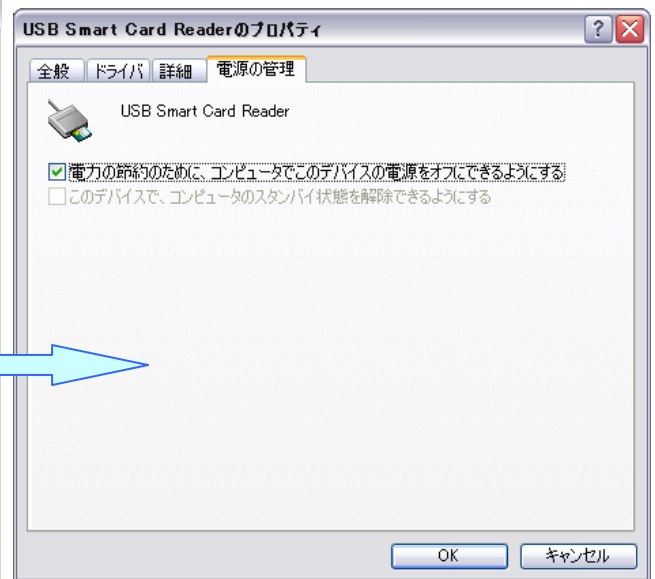 USB Smart Card Readerのプロパティ
全般 ドライバ 詳細 電源の管理
USB Smart Card Reader
電力の節約のために、コンピュータでこのデバイスの電源をオフにできるようにする
このデバイスで、コンピュータのスタンバイ状態を解除できるようにする
OK キャンセル